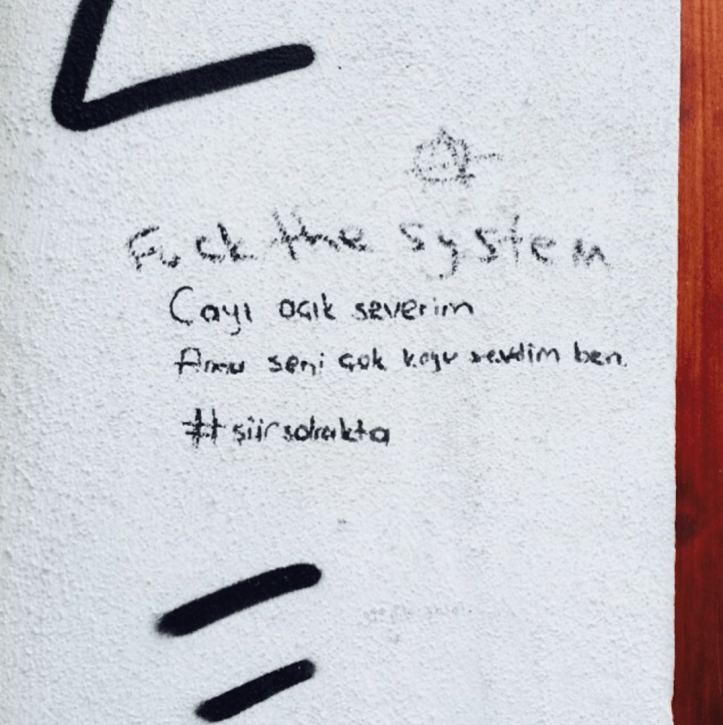 Fuck the system
Çayı açık severim
Ama seni çok koyu sevdim ben.
#şiirsokakta